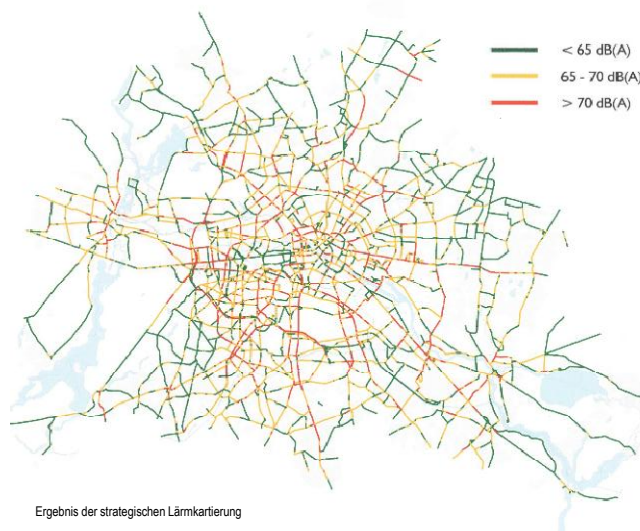 < 65 dB(A)
65 - 70 dB(A)
> 70 dB(A)
Ergebnis der strategischen Lärmkartierung